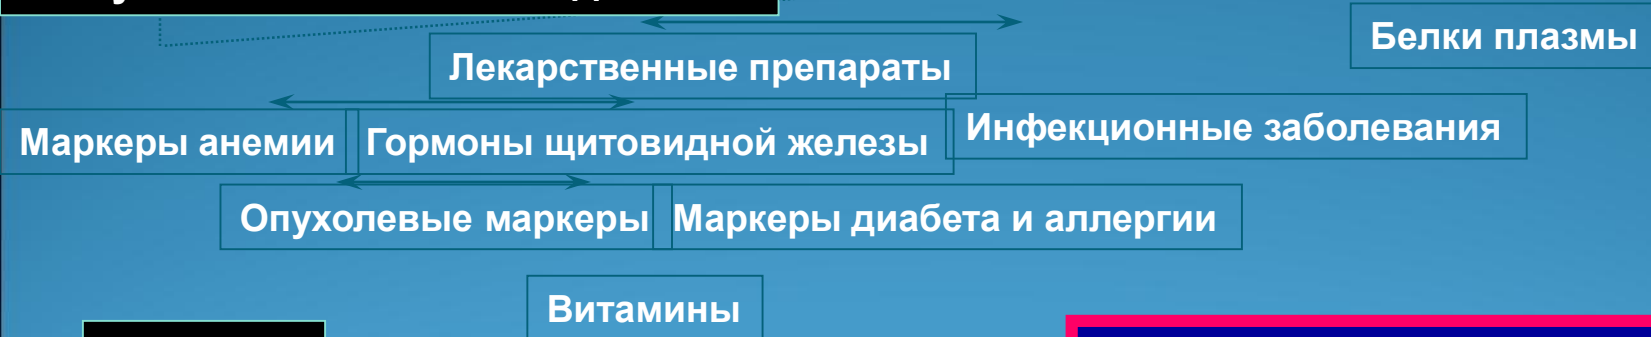 Белки плазмы
Лекарственные препараты
Инфекционные заболевания
Маркеры анемии
Гормоны щитовидной железы
Опухолевые маркеры
Маркеры диабета и аллергии
Витамины